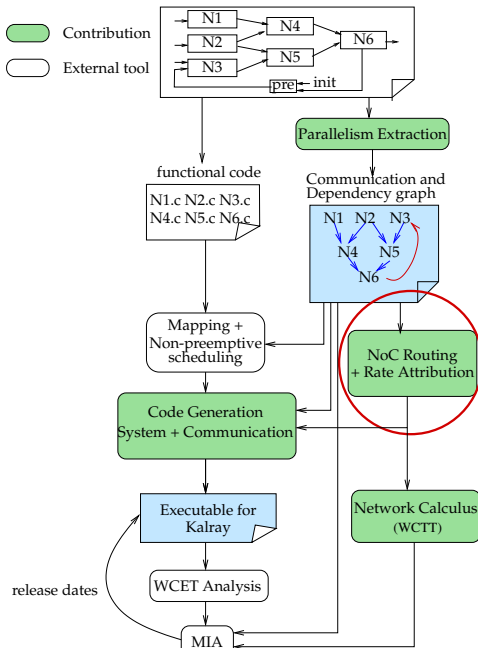 Contribution
External tool
N1
N2
N3
N4
N5
N6
pre
init
Parallelism Extraction
functional code
N1.c N2.c N3.c
N4.c N5.c N6.c
Communication and
Dependency graph
N1 N2 N3
N4 N5
N6
Mapping +
Non-preemptive
scheduling
NoC Routing
+ Rate Attribution
Code Generation
System + Communication
Executable for
Kalray
Network Calculus
(WCTT)
WCET Analysis
release dates
MIA